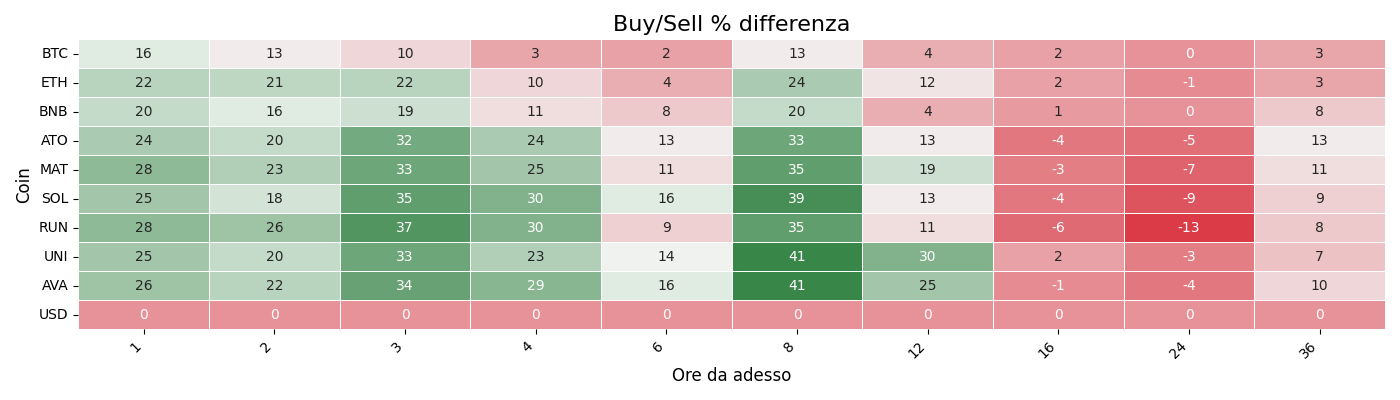 Buy/Sell % differenza
Coin
BTC 16 13 10 3 2 13 4 2 0 3
ETH 22 21 22 10 4 24 12 2 -1 3
BNB 20 16 19 11 8 20 4 1 0 8
ATO 24 20 32 24 13 33 13 -4 -5 13
MAT 28 23 33 25 11 35 19 -3 -7 11
SOL 25 18 35 30 16 39 13 -4 -9 9
RUN 28 26 37 30 9 35 11 -6 -13 8
UNI 25 20 33 23 14 41 30 2 -3 7
AVA 26 22 34 29 16 41 25 -1 -4 10
USD 0 0 0 0 0 0 0 0 0 0
1 2 3 4 6 8 12 16 24 36
Ore da adesso